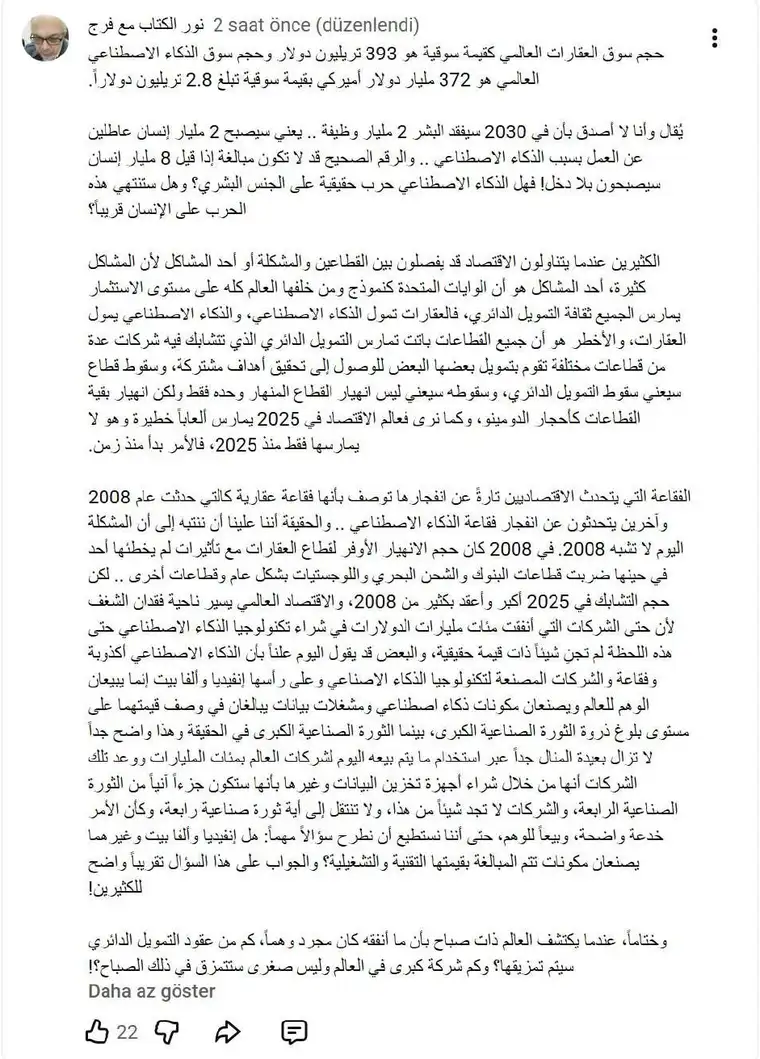 نور الكتاب مع فرج 2 saat önce (düzenlendi)
حجم سوق العقارات العالمي كقيمة سوقية هو 393 تريليون دولار وحجم سوق الذكاء الاصطناعي
العالمي هو 372 مليار دولار أميركي بقيمة سوقية تبلغ 2.8 تريليون دولاراً.
يُقال وأنا لا أصدق بأن في 2030 سيفقد البشر 2 مليار وظيفة .. يعني سيصبح 2 مليار إنسان عاطلين
عن العمل بسبب الذكاء الاصطناعي .. والرقم الصحيح قد لا تكون مبالغة إذا قيل 8 مليار إنسان
سيصبحون بلا دخل! فهل الذكاء الاصطناعي حرب حقيقية على الجنس البشري؟ وهل ستنتهي هذه
الحرب على الإنسان قريباً؟
الكثيرين عندما يتناولون الاقتصاد قد يفصلون بين القطاعين والمشكلة أو أحد المشاكل لأن المشاكل
كثيرة، أحد المشاكل هو أن الوايات المتحدة كنموذج ومن خلفها العالم كله على مستوى الاستثمار
يمارس الجميع ثقافة التمويل الدائري، فالعقارات تمول الذكاء الاصطناعي، والذكاء الاصطناعي يمول
العقارات، والأخطر هو أن جميع القطاعات باتت تمارس التمويل الدائري الذي تتشابك فيه شركات عدة
من قطاعات مختلفة تقوم بتمويل بعضها البعض للوصول إلى تحقيق أهداف مشتركة، وسقوط قطاع
سيعني سقوط التمويل الدائري، وسقوطه سيعني ليس انهيار القطاع المنهار وحده فقط ولكن انهيار بقية
القطاعات كأحجار الدومينو، وكما نرى فعالم الاقتصاد في 2025 يمارس ألعاباً خطيرة وهو لا
يمارسها فقط منذ 2025، فالأمر بدأ منذ زمن.
الفقاعة التي يتحدث الاقتصاديين تارةً عن انفجارها توصف بأنها فقاعة عقارية كالتي حدثت عام 2008
وآخرين يتحدثون عن انفجار فقاعة الذكاء الاصطناعي .. والحقيقة أننا علينا أن ننتبه إلى أن المشكلة
اليوم لا تشبه 2008. في 2008 كان حجم الانهيار الأوفر لقطاع العقارات مع تأثيرات لم يخطئها أحد
في حينها ضربت قطاعات البنوك والشحن البحري واللوجستيات بشكل عام وقطاعات أخرى .. لكن
حجم التشابك في 2025 أكبر وأعقد بكثير من 2008، والاقتصاد العالمي يسير ناحية فقدان الشغف
لأن حتى الشركات التي أنفقت مئات مليارات الدولارات في شراء تكنولوجيا الذكاء الاصطناعي حتى
هذه اللحظة لم تجنِ شيئاً ذات قيمة حقيقية، والبعض قد يقول اليوم علناً بأن الذكاء الاصطناعي أكذوبة
وفقاعة والشركات المصنعة لتكنولوجيا الذكاء الاصناعي وعلى رأسها إنفيديا وألفا بيت إنما يبيعان
الوهم للعالم ويصنعان مكونات ذكاء اصطناعي ومشغلات بيانات يبالغان في وصف قيمتهما على
مستوى بلوغ ذروة الثورة الصناعية الكبرى، بينما الثورة الصناعية الكبرى في الحقيقة وهذا واضح جداً
لا تزال بعيدة المنال جداً عبر استخدام ما يتم بيعه اليوم لشركات العالم بمئات المليارات ووعد تلك
الشركات أنها من خلال شراء أجهزة تخزين البيانات وغيرها بأنها ستكون جزءاً آنياً من الثورة
الصناعية الرابعة، والشركات لا تجد شيئاً من هذا، ولا تنتقل إلى أية ثورة صناعية رابعة، وكأن الأمر
خدعة واضحة، وبيعاً للوهم، حتى أننا نستطيع أن نطرح سؤالاً مهماً: هل إنفيديا وألفا بيت وغيرهما
يصنعان مكونات تتم المبالغة بقيمتها التقنية والتشغيلية؟ والجواب على هذا السؤال تقريباً واضح
للكثيرين!
وختاماً، عندما يكتشف العالم ذات صباح بأن ما أنفقه كان مجرد وهماً، كم من عقود التمويل الدائري
سيتم تمزيقها؟ وكم شركة كبرى في العالم وليس صغرى ستتمزق في ذلك الصباح؟!
Daha az göster
22